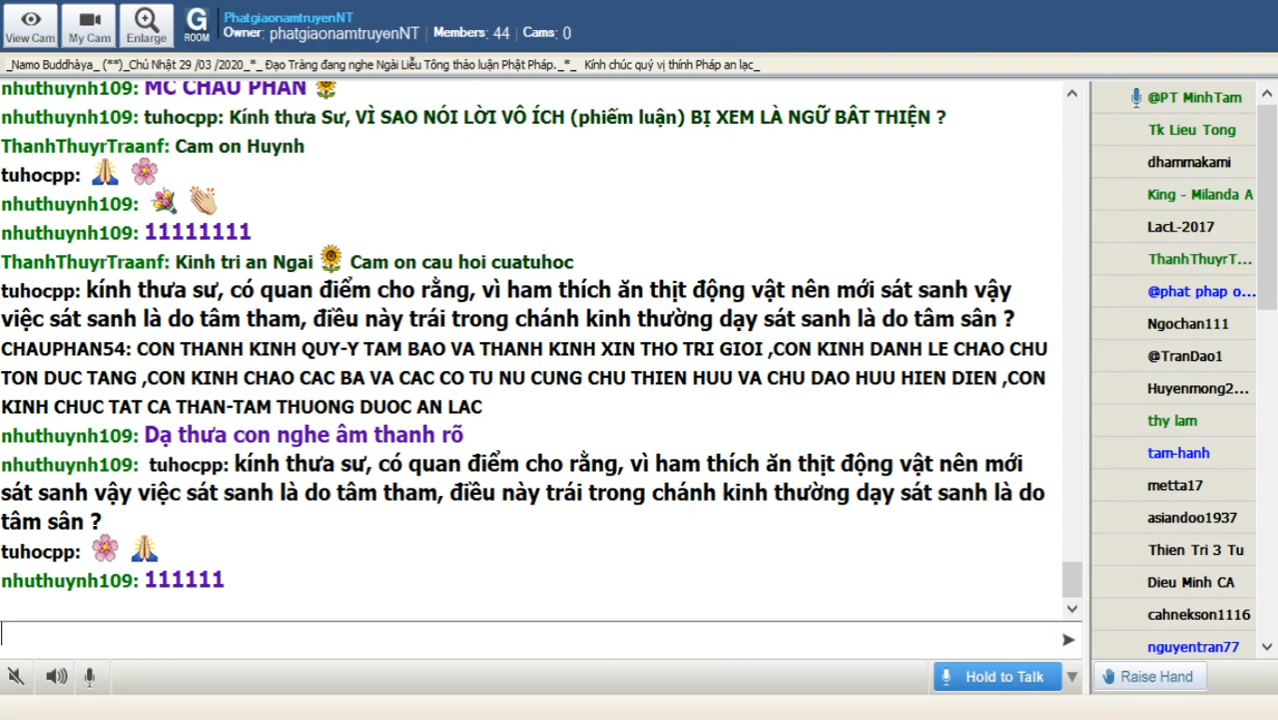 View Cam
My Cam
Enlarge
G
ROOM
PhatgiaonamtruyenNT
Owner: phatgiaonamtruyenNT | Members: 44 | Cams: 0
_Namo Buddhàya_ (**)_Chủ Nhật 29 /03 /2020_*_ Đạo Tràng đang nghe Ngài Liễu Tông thảo luận Phật Pháp._*_ Kính chúc quý vị thính Pháp an lạc_
nhuthuynh109: MC CHAU PHAN
nhuthuynh109: tuhocpp: Kính thưa Sư, VÌ SAO NÓI LỜI VÔ ÍCH (phiếm luận) BỊ XEM LÀ NGỮ BẤT THIỆN ?
ThanhThuyrTraanf: Cam on Huynh
tuhocpp:
nhuthuynh109:
nhuthuynh109: 11111111
ThanhThuyrTraanf: Kinh tri an Ngai Cam on cau hoi cuatuhoc
tuhocpp: kính thưa sư, có quan điểm cho rằng, vì ham thích ăn thịt động vật nên mới sát sanh vậy
việc sát sanh là do tâm tham, điều này trái trong chánh kinh thường dạy sát sanh là do tâm sân ?
CHAUPHAN54: CON THANH KINH QUY-Y TAM BAO VA THANH KINH XIN THO TRI GIOI ,CON KINH DANH LE CHAO CHU
TON DUC TANG ,CON KINH CHAO CAC BA VA CAC CO TU NU CUNG CHU THIEN HUU VA CHU DAO HUU HIEN DIEN ,CON
KINH CHUC TAT CA THAN-TAM THUONG DUOC AN LAC
nhuthuynh109: Dạ thưa con nghe âm thanh rõ
nhuthuynh109: tuhocpp: kính thưa sư, có quan điểm cho rằng, vì ham thích ăn thịt động vật nên mới
sát sanh vậy việc sát sanh là do tâm tham, điều này trái trong chánh kinh thường dạy sát sanh là do
tâm sân ?
tuhocpp:
nhuthuynh109: 111111
Hold to Talk
@PT MinhTam
Tk Lieu Tong
dhammakami
King - Milanda A
LacL-2017
ThanhThuyrT...
@phat phap o...
Ngochan111
@TranDao1
Huyenmong2...
thy lam
tam-hanh
metta17
asiandoo1937
Thien Tri 3 Tu
Dieu Minh CA
cahnekson1116
nguyentran77
Raise Hand